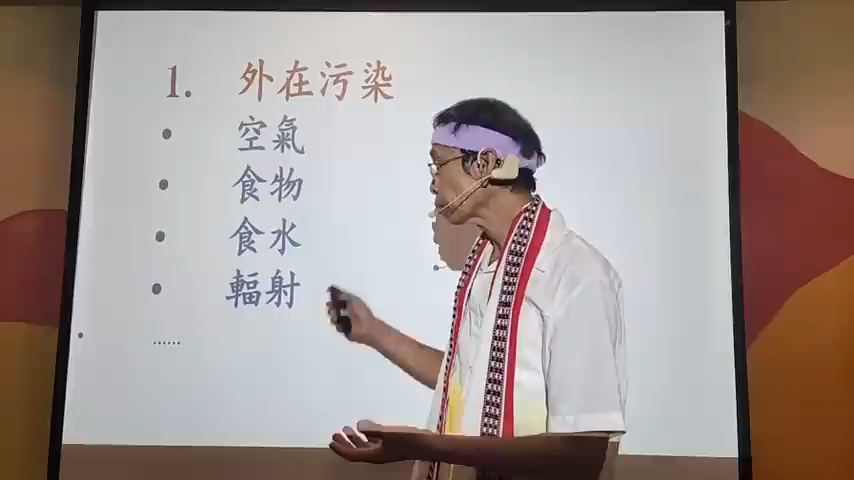 1. 外在污染
• 空氣
• 食物
• 食水
• 輻射
......